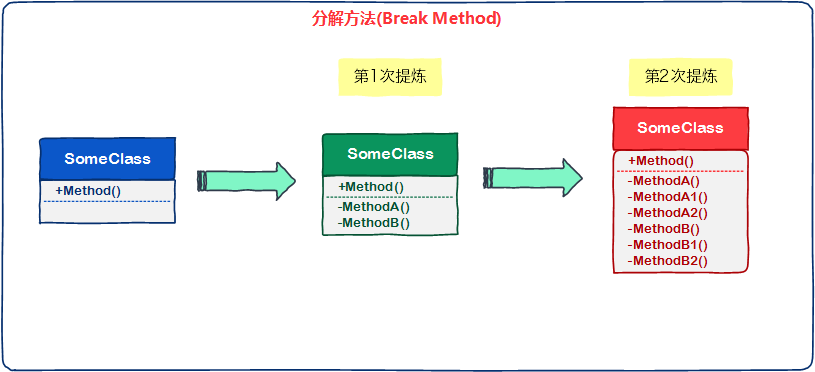 分解方法(Break Method)
第1次提炼
第2次提炼
SomeClass
+Method()
SomeClass
+Method()
-MethodA()
-MethodB()
SomeClass
+Method()
-MethodA()
-MethodA1()
-MethodA2()
-MethodB()
-MethodB1()
-MethodB2()